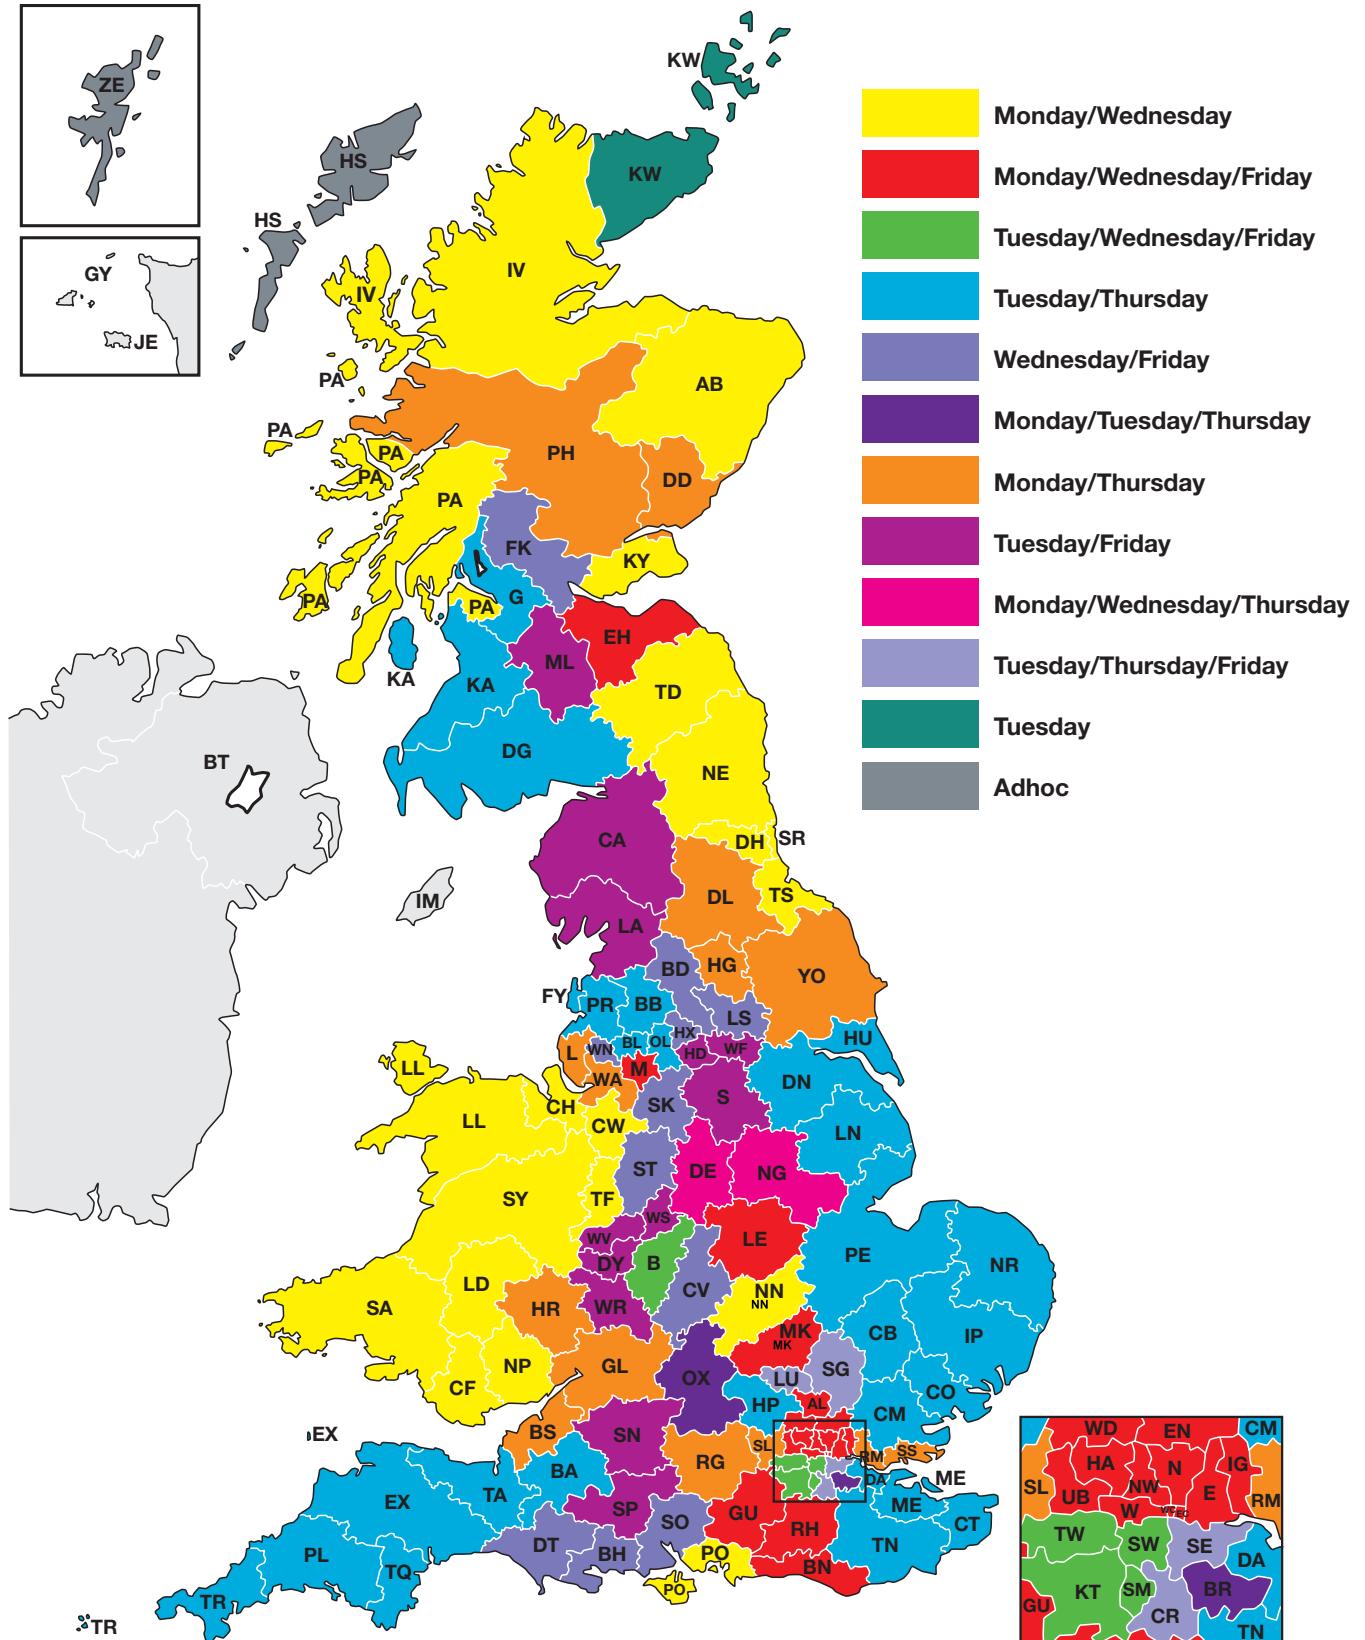 ZE
GY
JE
HS
HS
KW
KW
Monday/Wednesday
Monday/Wednesday/Friday
Tuesday/Wednesday/Friday
Tuesday/Thursday
Wednesday/Friday
Monday/Tuesday/Thursday
Monday/Thursday
Tuesday/Friday
Monday/Wednesday/Thursday
Tuesday/Thursday/Friday
Tuesday
Adhoc
IV
IV
PA
AB
PA
PA
PH
PA
DD
PA
FK
KY
G
PA
PA
EH
ML
KA
KA
TD
DG
BT
NE
CA
DH
SR
IM
DL
TS
LA
BD
HG
YO
FY
PR
BB
LS
HX
HU
L
WN
BL
OL
HD
WF
M
LL
WA
DN
CH
SK
S
LL
CW
LN
ST
DE
NG
SY
TF
WS
WV
LE
DY
B
PE
NR
LD
CV
NN
NN
SA
HR
WR
MK
MK
CB
IP
NP
GL
OX
LU
SG
CF
CO
HP
AL
CM
EX
BS
SN
SL
RM
SS
RG
BA
DA
ME
EX
TA
SP
GU
ME
SO
RH
CT
DT
BH
PO
TN
PL
TQ
BN
PO
TR
TR
WD
EN
CM
HA
N
IG
SL
UB
NW
E
RM
W
WC
EC
TW
SW
SE
DA
KT
SM
BR
GU
CR
TN